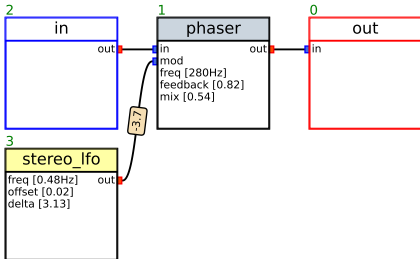 2
in
out
1
phaser
in
out
mod
freq [280Hz]
feedback [0.82]
mix [0.54]
0
out
in
-3.7
3
stereo_lfo
freq [0.48Hz]
out
offset [0.02]
delta [3.13]